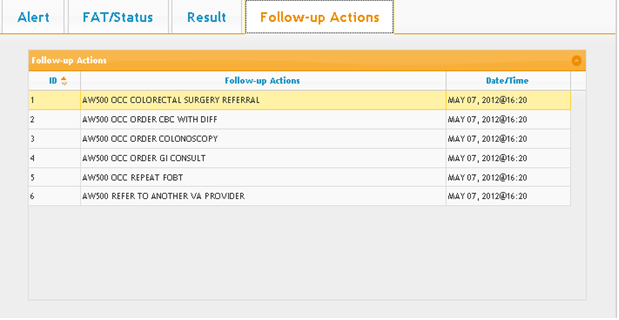 Alert FAT/Status Result Follow-up Actions
Follow-up Actions
ID Follow-up Actions Date/Time
1 AW500 OCC COLORECTAL SURGERY REFERRAL MAY 07, 2012@16:20
2 AW500 OCC ORDER CBC WITH DIFF MAY 07, 2012@16:20
3 AW500 OCC ORDER COLONOSCOPY MAY 07, 2012@16:20
4 AW500 OCC ORDER GI CONSULT MAY 07, 2012@16:20
5 AW500 OCC REPEAT FOBT MAY 07, 2012@16:20
6 AW500 REFER TO ANOTHER VA PROVIDER MAY 07, 2012@16:20